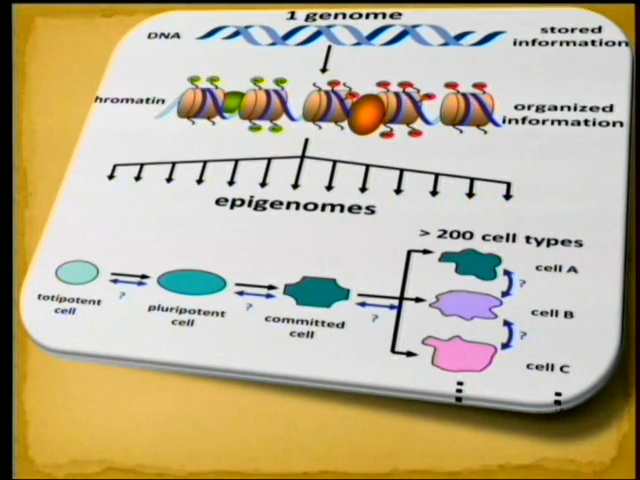 1 genome
DNA
stored
information
hromatin
organized
information
epigenomes
> 200 cell types
cell A
?
totipotent
cell
?
pluripotent
cell
?
committed
cell
?
cell B
?
cell C